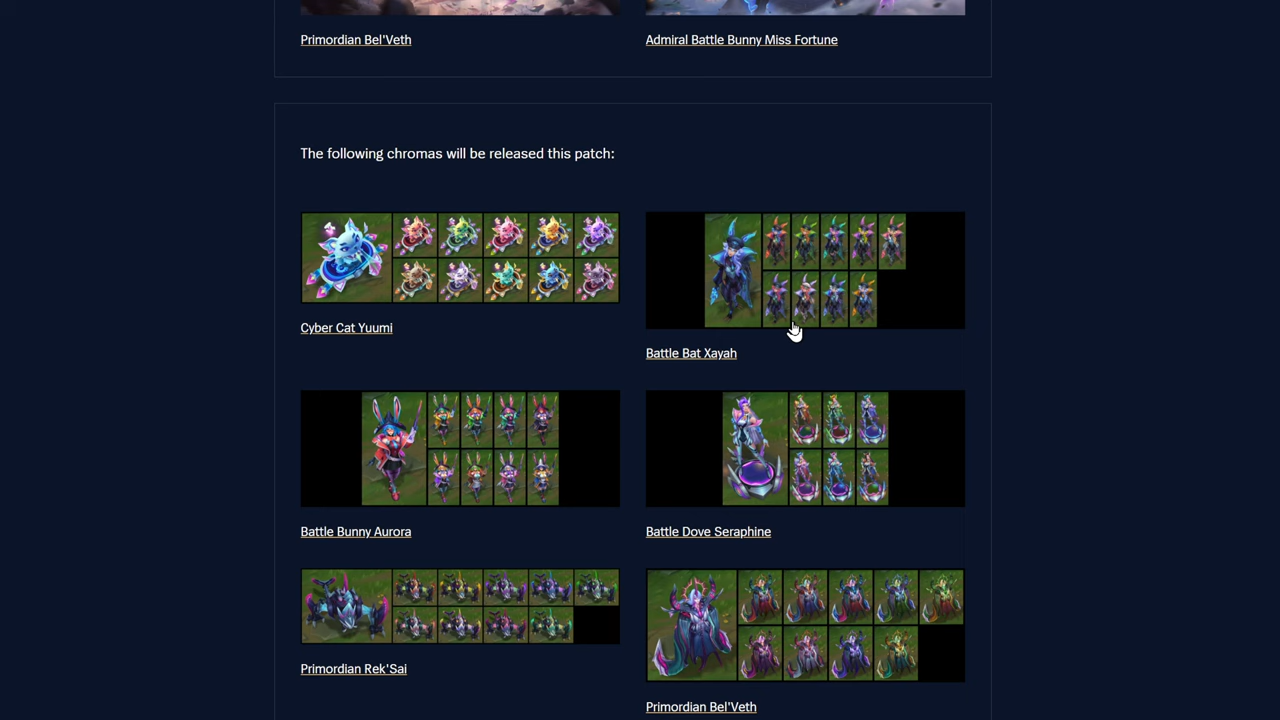 Primordian Bel'Veth
Admiral Battle Bunny Miss Fortune
The following chromas will be released this patch:
Cyber Cat Yuumi
Battle Bat Xayah
Battle Bunny Aurora
Battle Dove Seraphine
Primordian Rek'Sai
Primordian Bel'Veth